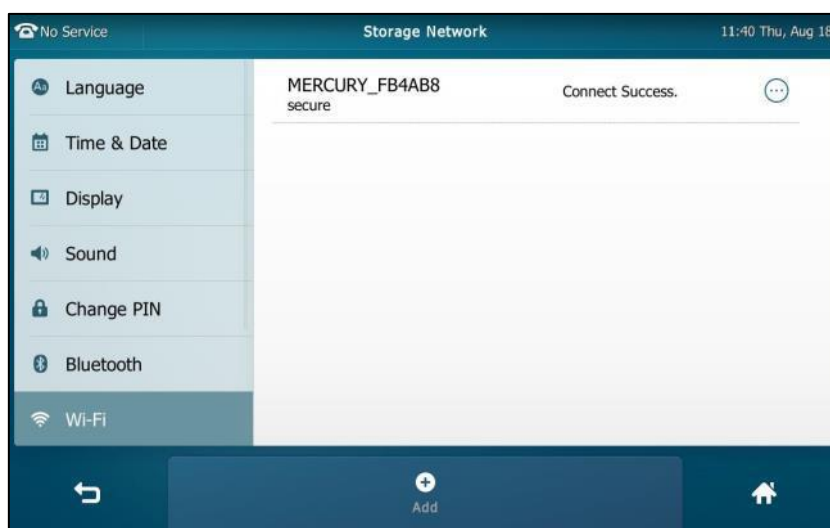 No Service
Storage Network
11:40 Thu, Aug 18
Language
MERCURY_FB4AB8
secure
Connect Success.
Time & Date
Display
Sound
Change PIN
Bluetooth
Wi-Fi
Add